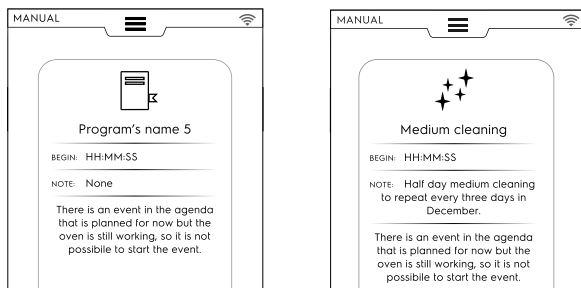 MANUAL
Program's name 5
BEGIN: HH:MM:SS
NOTE: None
There is an event in the agenda
that is planned for now but the
oven is still working, so it is not
possibile to start the event.
MANUAL
Medium cleaning
BEGIN: HH:MM:SS
NOTE: Half day medium cleaning
to repeat every three days in
December.
There is an event in the agenda
that is planned for now but the
oven is still working, so it is not
possibile to start the event.